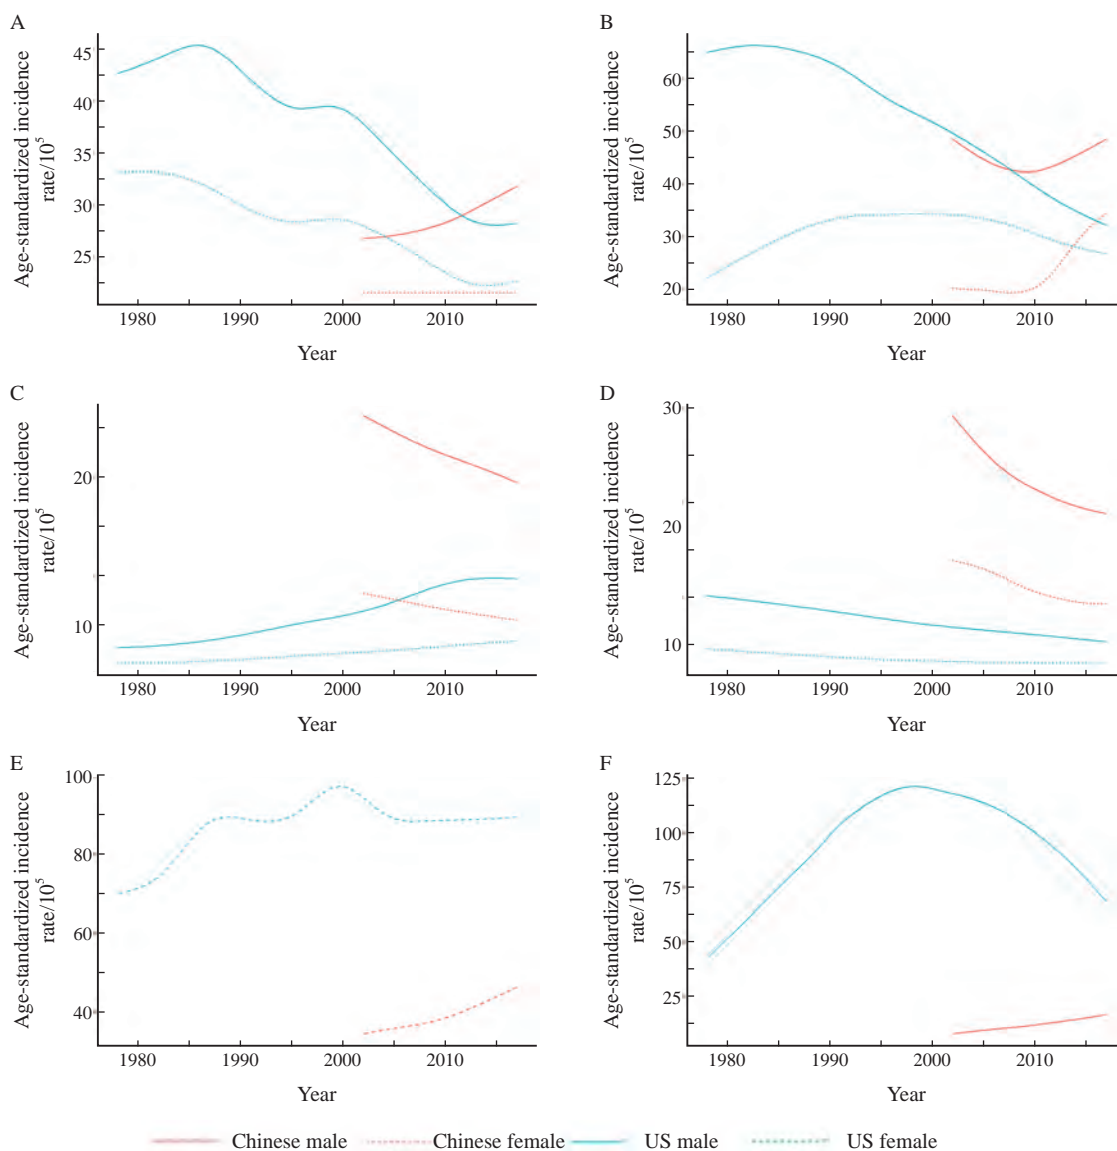 A
Age-standardized incidence
rate/10⁵
45
40
35
30
25
1980 1990 2000 2010
Year
B
Age-standardized incidence
rate/10⁵
60
50
40
30
20
1980 1990 2000 2010
Year
C
Age-standardized incidence
rate/10⁵
20
10
1980 1990 2000 2010
Year
D
Age-standardized incidence
rate/10⁵
30
20
10
1980 1990 2000 2010
Year
E
Age-standardized incidence
rate/10⁵
100
80
60
40
1980 1990 2000 2010
Year
F
Age-standardized incidence
rate/10⁵
125
100
75
50
25
1980 1990 2000 2010
Year
Chinese male Chinese female US male US female